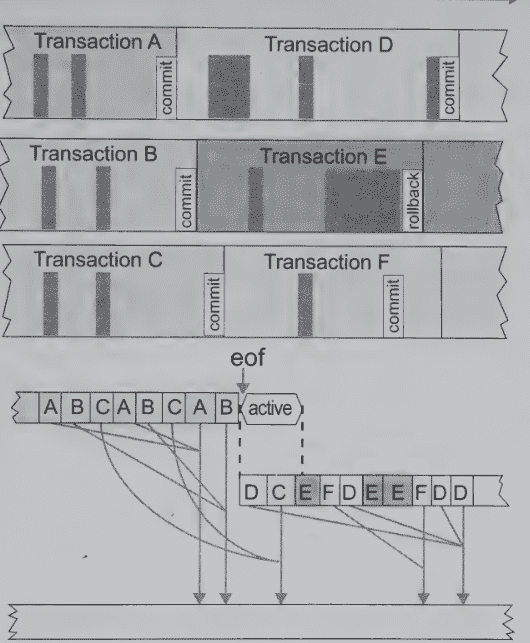 Transaction A
Transaction D
commit
commit
Transaction B
Transaction E
commit
rollback
Transaction C
Transaction F
commit
commit
eof
A B C A B C A B active
D C E F D E E F D D